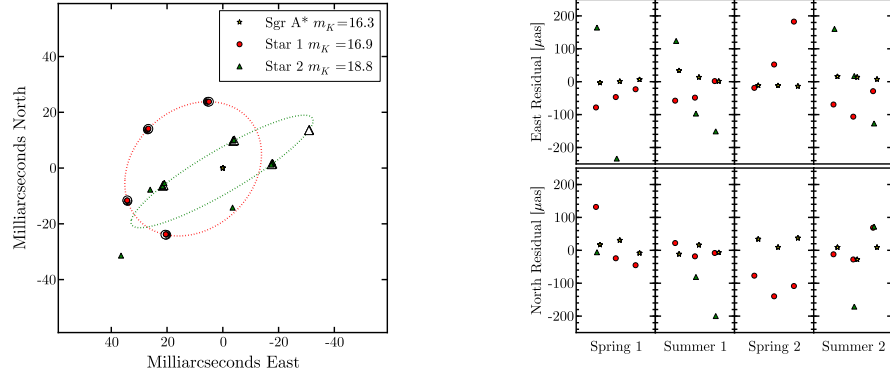 Sgr A* m_K=16.3
Star 1 m_K=16.9
Star 2 m_K=18.8
Milliarcseconds North
40
20
0
-20
-40
40
20
0
-20
-40
Milliarcseconds East
East Residual [μas]
200
100
0
-100
-200
North Residual [μas]
200
100
0
-100
-200
Spring 1
Summer 1
Spring 2
Summer 2